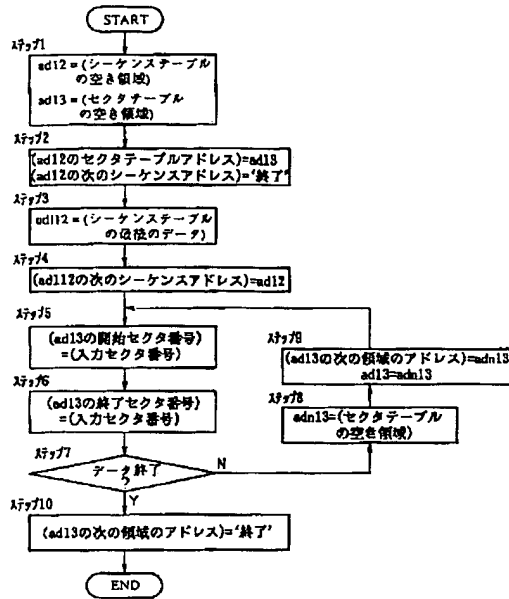 START
ステップ1
ad12=(シーケンステーブル
の空き領域)
ad13=(セクタテーブル
の空き領域)
ステップ2
(ad12のセクタテーブルアドレス)=ad13
(ad12の次のシーケンスアドレス)='終了'
ステップ3
ad112=(シーケンステーブル
の最後のデータ)
ステップ4
(ad112の次のシーケンスアドレス)=ad12
ステップ5
(ad13の開始セクタ番号)
=(入力セクタ番号)
ステップ6
(ad13の終了セクタ番号)
=(入力セクタ番号)
ステップ7
データ終了
?
N
Y
ステップ8
adn13=(セクタテーブル
の空き領域)
ステップ9
(ad13の次の領域のアドレス)=adn13
ad13=adn13
ステップ10
(ad13の次の領域のアドレス)='終了'
END